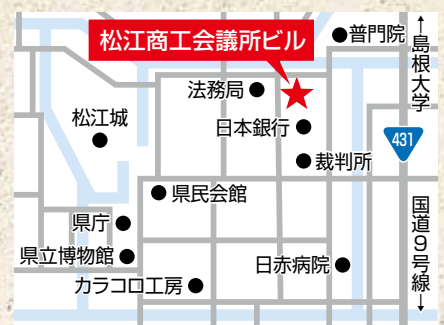 松江商工会議所ビル
普門院
←島根大学
法務局
松江城
日本銀行
431
裁判所
県民会館
国道9号線→
県庁
県立博物館
日赤病院
カラコロ工房